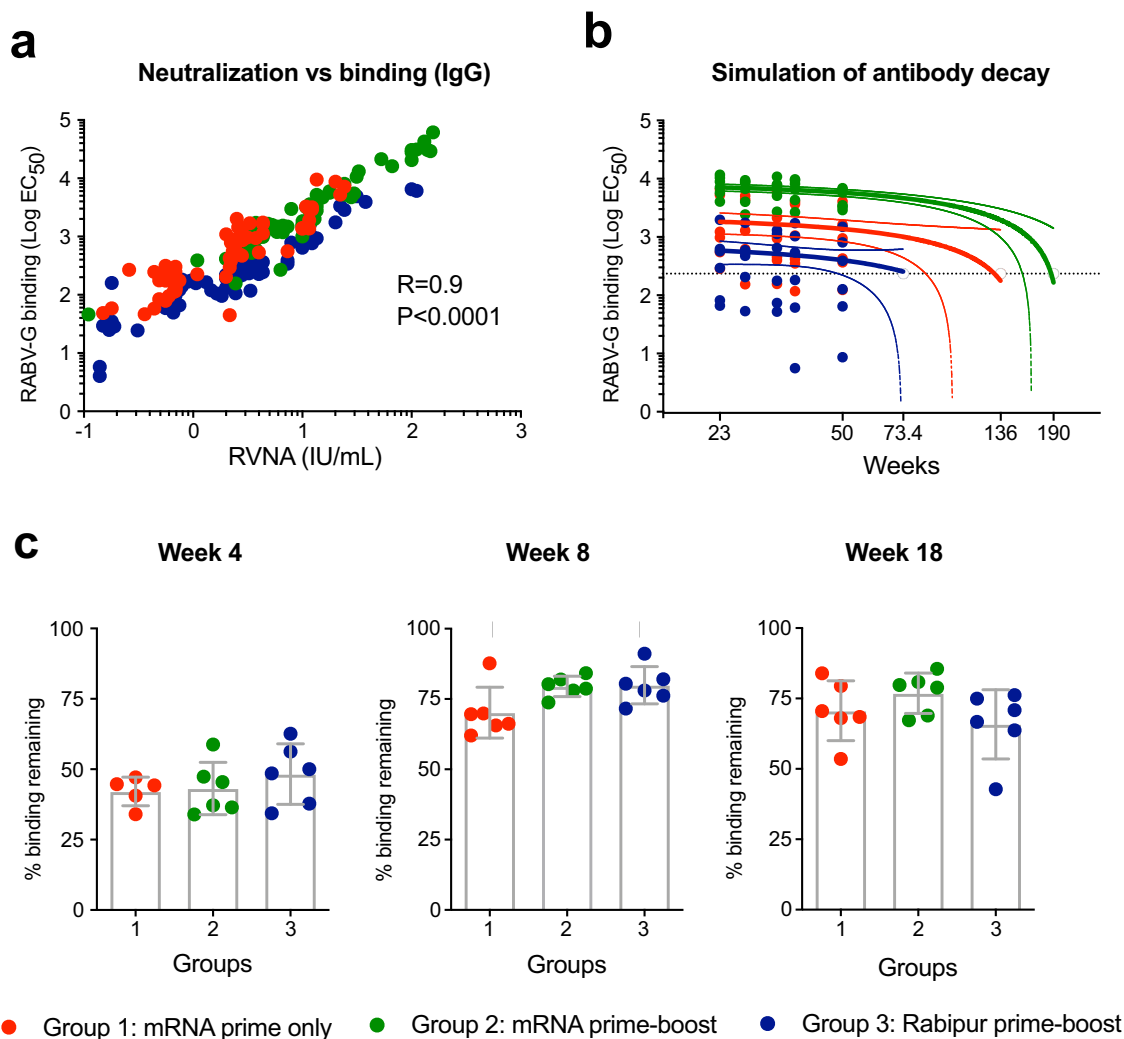 a
Neutralization vs binding (IgG)
RABV-G binding (Log EC50)
5
4
3
2
1
0
-1 0 1 2 3
R=0.9
P<0.0001
RVNA (IU/mL)
b
Simulation of antibody decay
RABV-G binding (Log EC50)
5
4
3
2
1
0
23 50 73.4 136 190
Weeks
c
Week 4
% binding remaining
100
75
50
25
0
1 2 3
Groups
Week 8
% binding remaining
100
75
50
25
0
1 2 3
Groups
Week 18
% binding remaining
100
75
50
25
0
1 2 3
Groups
Group 1: mRNA prime only
Group 2: mRNA prime-boost
Group 3: Rabipur prime-boost